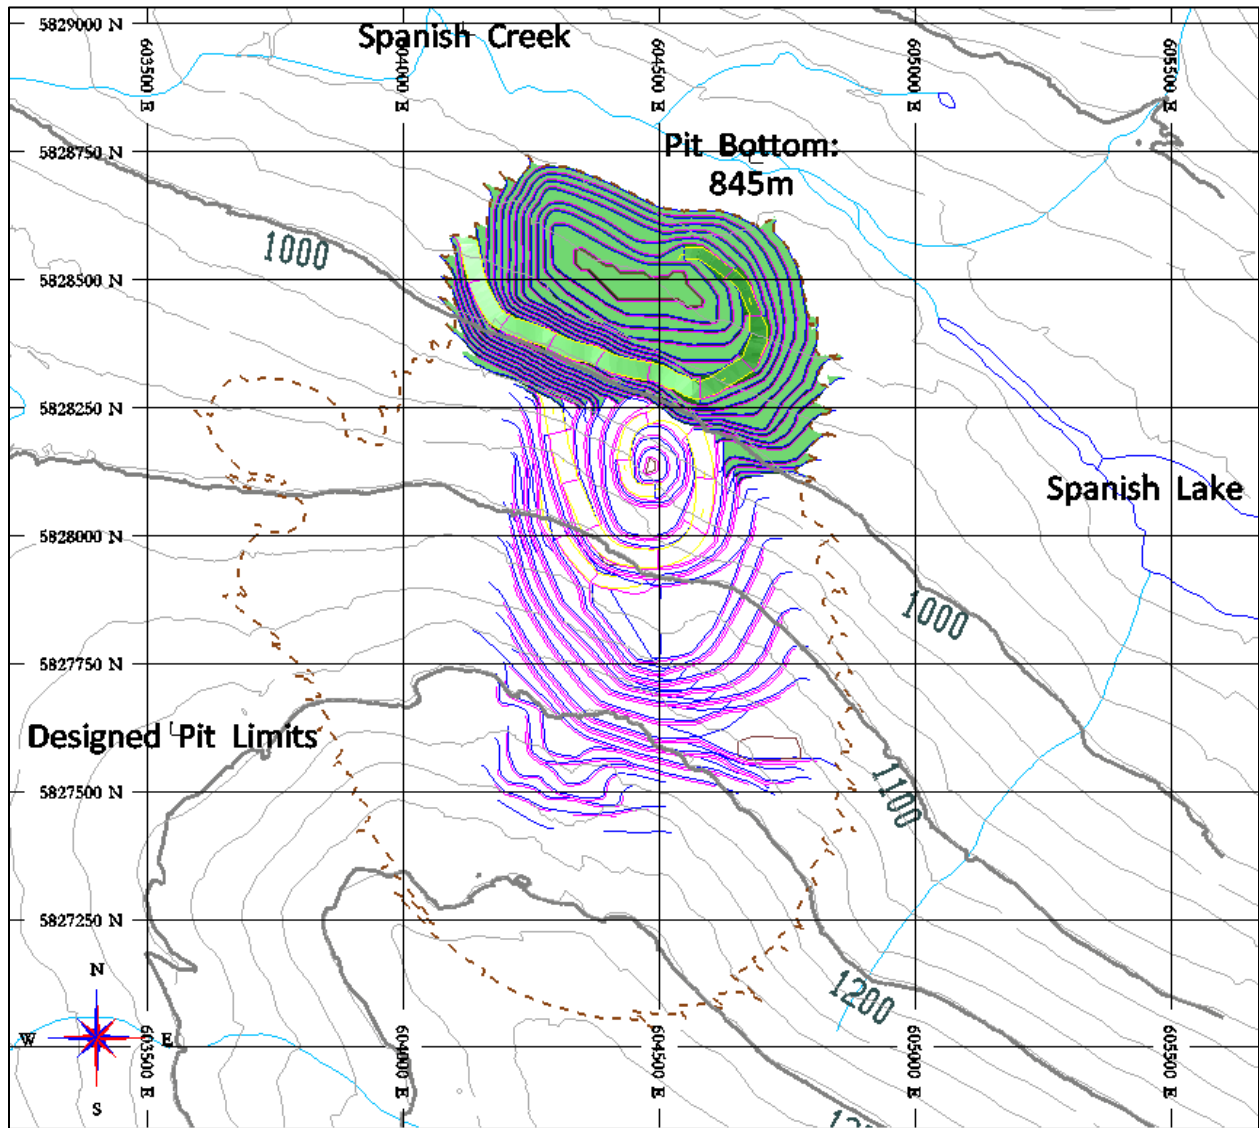 5829000 N
Spanish Creek
603500 E
604000 E
604500 E
605000 E
605500 E
5828750 N
Pit Bottom:
845m
1000
5828500 N
5828250 N
Spanish Lake
5828000 N
1000
5827750 N
Designed Pit Limits
1100
5827500 N
5827250 N
N
1200
W
E
S
603500 E
604000 E
604500 E
605000 E
605500 E